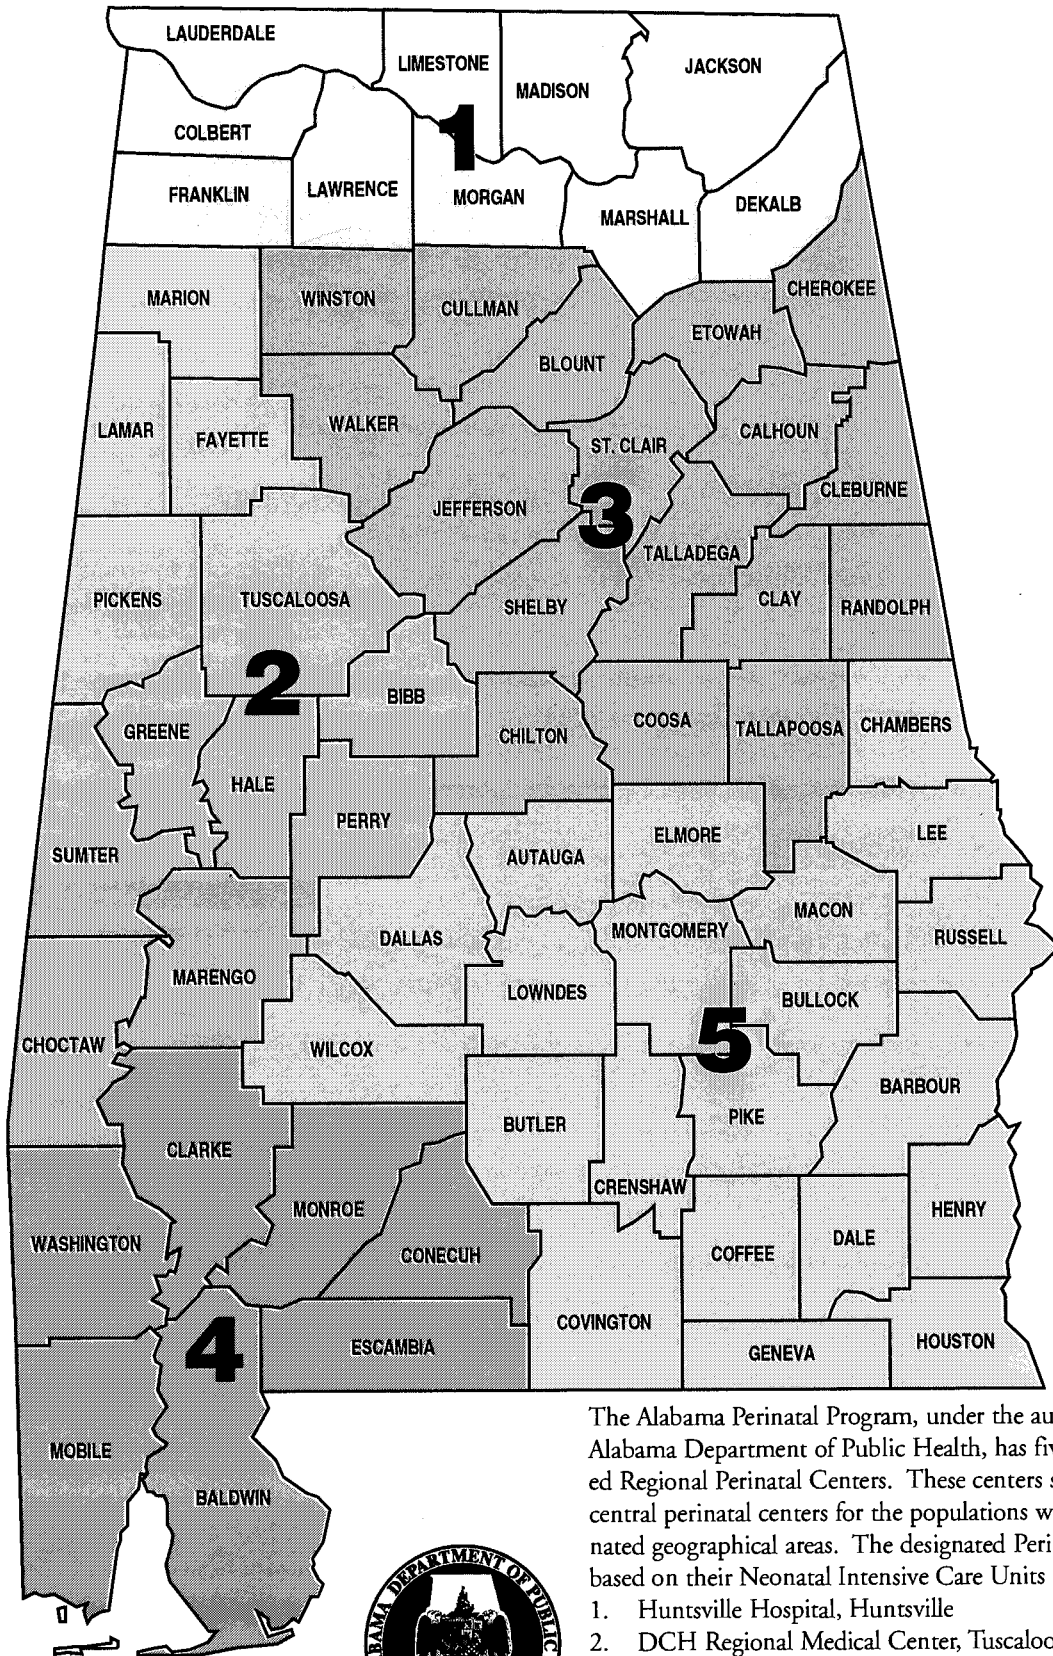 LAUDERDALE
LIMESTONE
MADISON
JACKSON
COLBERT
1
FRANKLIN
LAWRENCE
MORGAN
MARSHALL
DEKALB
MARION
WINSTON
CULLMAN
CHEROKEE
ETOWAH
BLOUNT
LAMAR
FAYETTE
WALKER
ST. CLAIR
CALHOUN
CLEBURNE
JEFFERSON
3
TALLADEGA
PICKENS
TUSCALOOSA
SHELBY
CLAY
RANDOLPH
2
BIBB
GREENE
CHILTON
COOSA
TALLAPOOSA
CHAMBERS
HALE
PERRY
SUMTER
AUTAUGA
ELMORE
LEE
DALLAS
MONTGOMERY
MACON
RUSSELL
MARENGO
LOWNDES
BULLOCK
CHOCTAW
WILCOX
5
BARBOUR
CLARKE
BUTLER
PIKE
MONROE
CRENSHAW
HENRY
WASHINGTON
CONECUH
COFFEE
DALE
4
ESCAMBIA
COVINGTON
GENEVA
HOUSTON
MOBILE
BALDWIN
The Alabama Perinatal Program, under the au
Alabama Department of Public Health, has fiv
ed Regional Perinatal Centers. These centers s
central perinatal centers for the populations w
nated geographical areas. The designated Peri
based on their Neonatal Intensive Care Units
1. Huntsville Hospital, Huntsville
2. DCH Regional Medical Center, Tuscaloo
BAMA DEPARTMENT OF PUBLIC